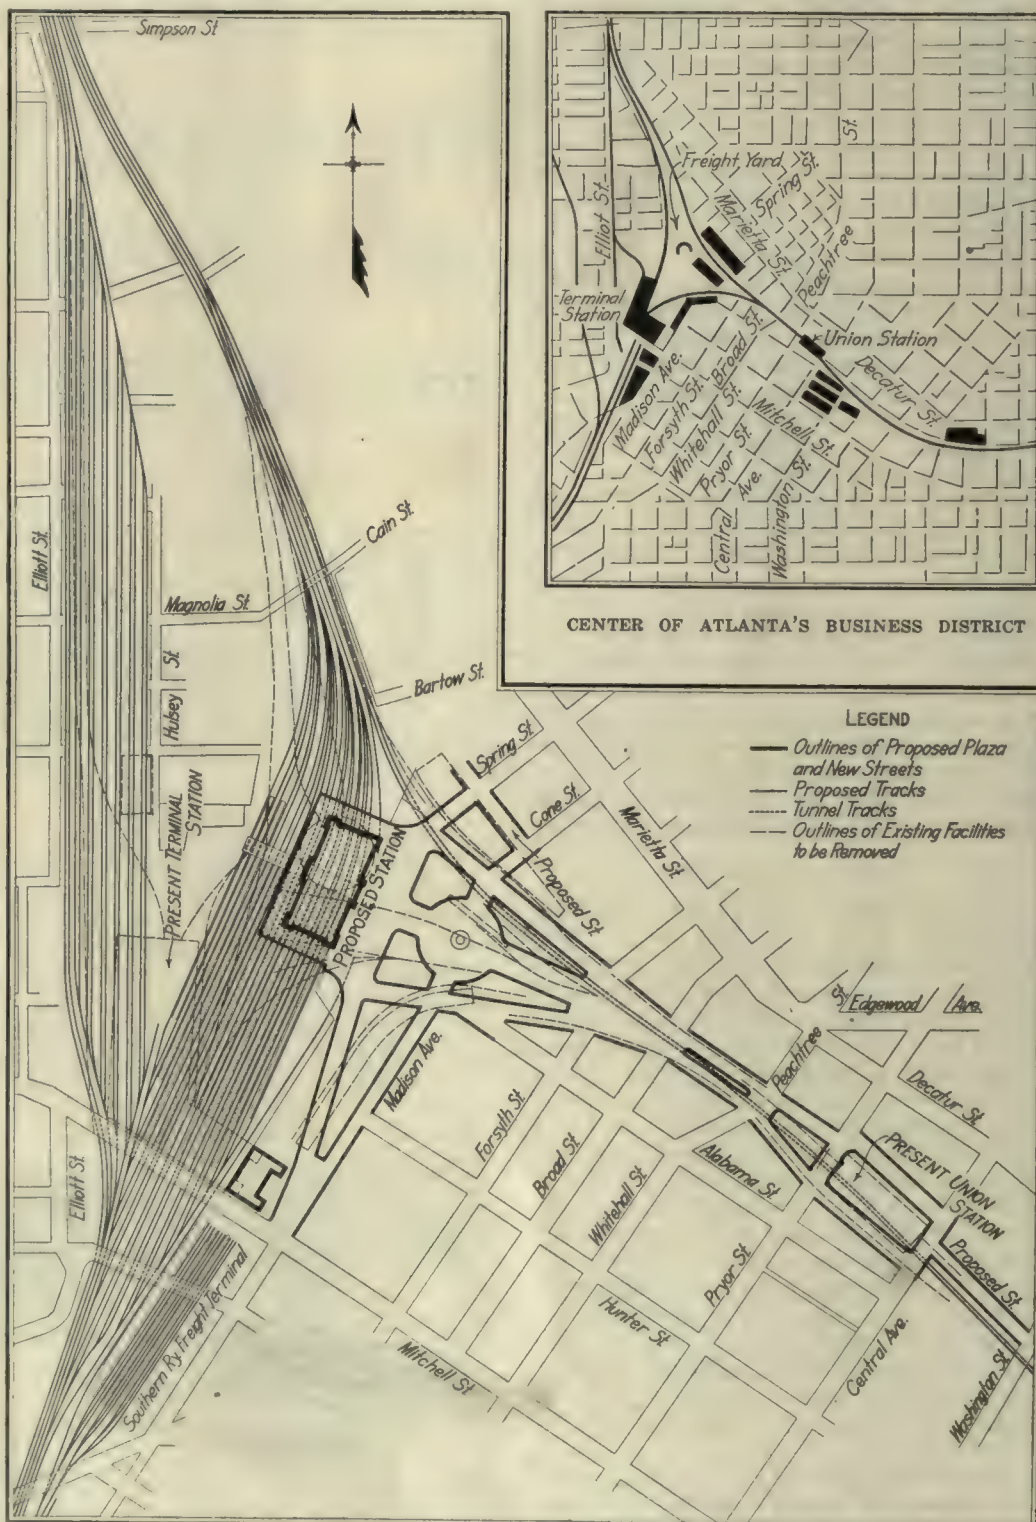 Simpson St
Cain St.
Magnolia St.
Elliott St.
Hulsey St
Bartow St.
PRESENT TERMINAL
STATION
Spring St
Cone St.
Proposed St
Marietta St
PROPOSED STATION
Madison Ave.
Forsyth St
Broad St
Whitehall St
Alabama St
Pryor St
Hunter St
Mitchell St
Elliott St.
Southern Ry Freight Terminal
Peachtree St
Edgewood Ave.
Decatur St
PRESENT UNION
STATION
Proposed St
Central Ave.
Washington St
Freight Yard
Spring St.
St.
Marietta St.
Peachtree
Elliot St.
Terminal
Station
Union Station
Decatur St.
Madison Ave.
Forsyth St.
Broad St.
Whitehall St.
Mitchell St.
Pryor St
Central Ave.
Washington St.
CENTER OF ATLANTA'S BUSINESS DISTRICT
LEGEND
Outlines of Proposed Plaza
and New Streets
Proposed Tracks
Tunnel Tracks
Outlines of Existing Facilities
to be Removed